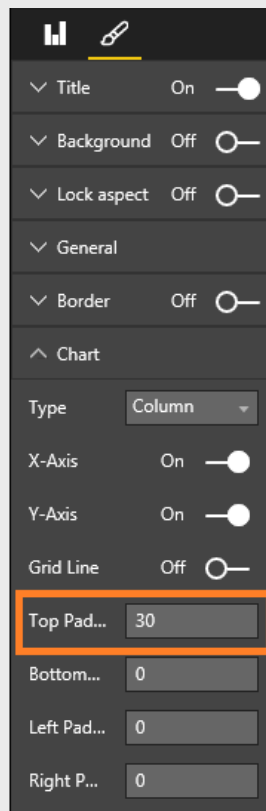 Title On
Background Off
Lock aspect Off
General
Border Off
Chart
Type Column
X-Axis On
Y-Axis On
Grid Line Off
Top Pad... 30
Bottom... 0
Left Pad... 0
Right P... 0